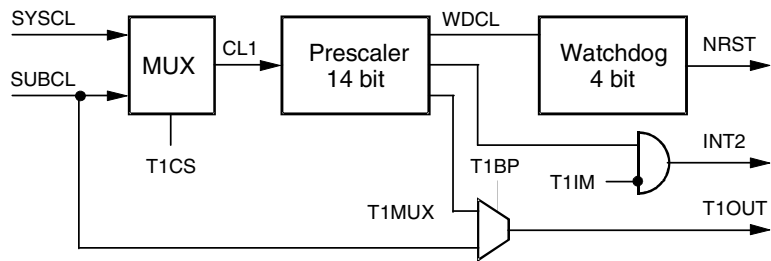 SYSCL
SUBCL
MUX
CL1
Prescaler
14 bit
WDCL
Watchdog
4 bit
NRST
T1CS
T1BP
T1IM
INT2
T1MUX
T1OUT